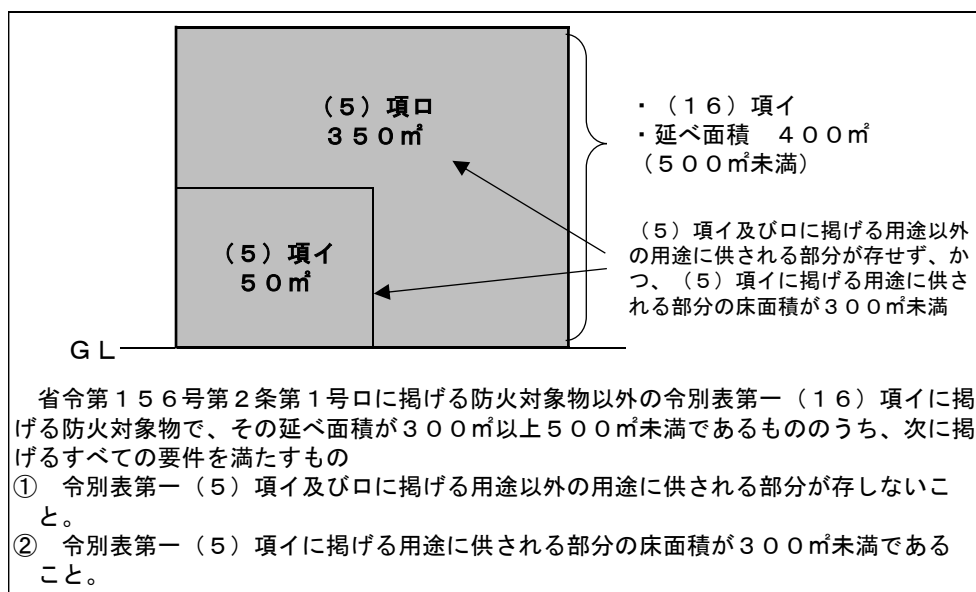 （５）項ロ
３５０㎡
・（１６）項イ
・延べ面積　４００㎡
（５００㎡未満）
（５）項イ
５０㎡
（５）項イ及びロに掲げる用途以外
の用途に供される部分が存せず、か
つ、（５）項イに掲げる用途に供さ
れる部分の床面積が３００㎡未満
ＧＬ
省令第１５６号第２条第１号ロに掲げる防火対象物以外の令別表第一（１６）項イに掲
げる防火対象物で、その延べ面積が３００㎡以上５００㎡未満であるもののうち、次に掲
げるすべての要件を満たすもの
①　令別表第一（５）項イ及びロに掲げる用途以外の用途に供される部分が存しないこ
と。
②　令別表第一（５）項イに掲げる用途に供される部分の床面積が３００㎡未満である
こと。